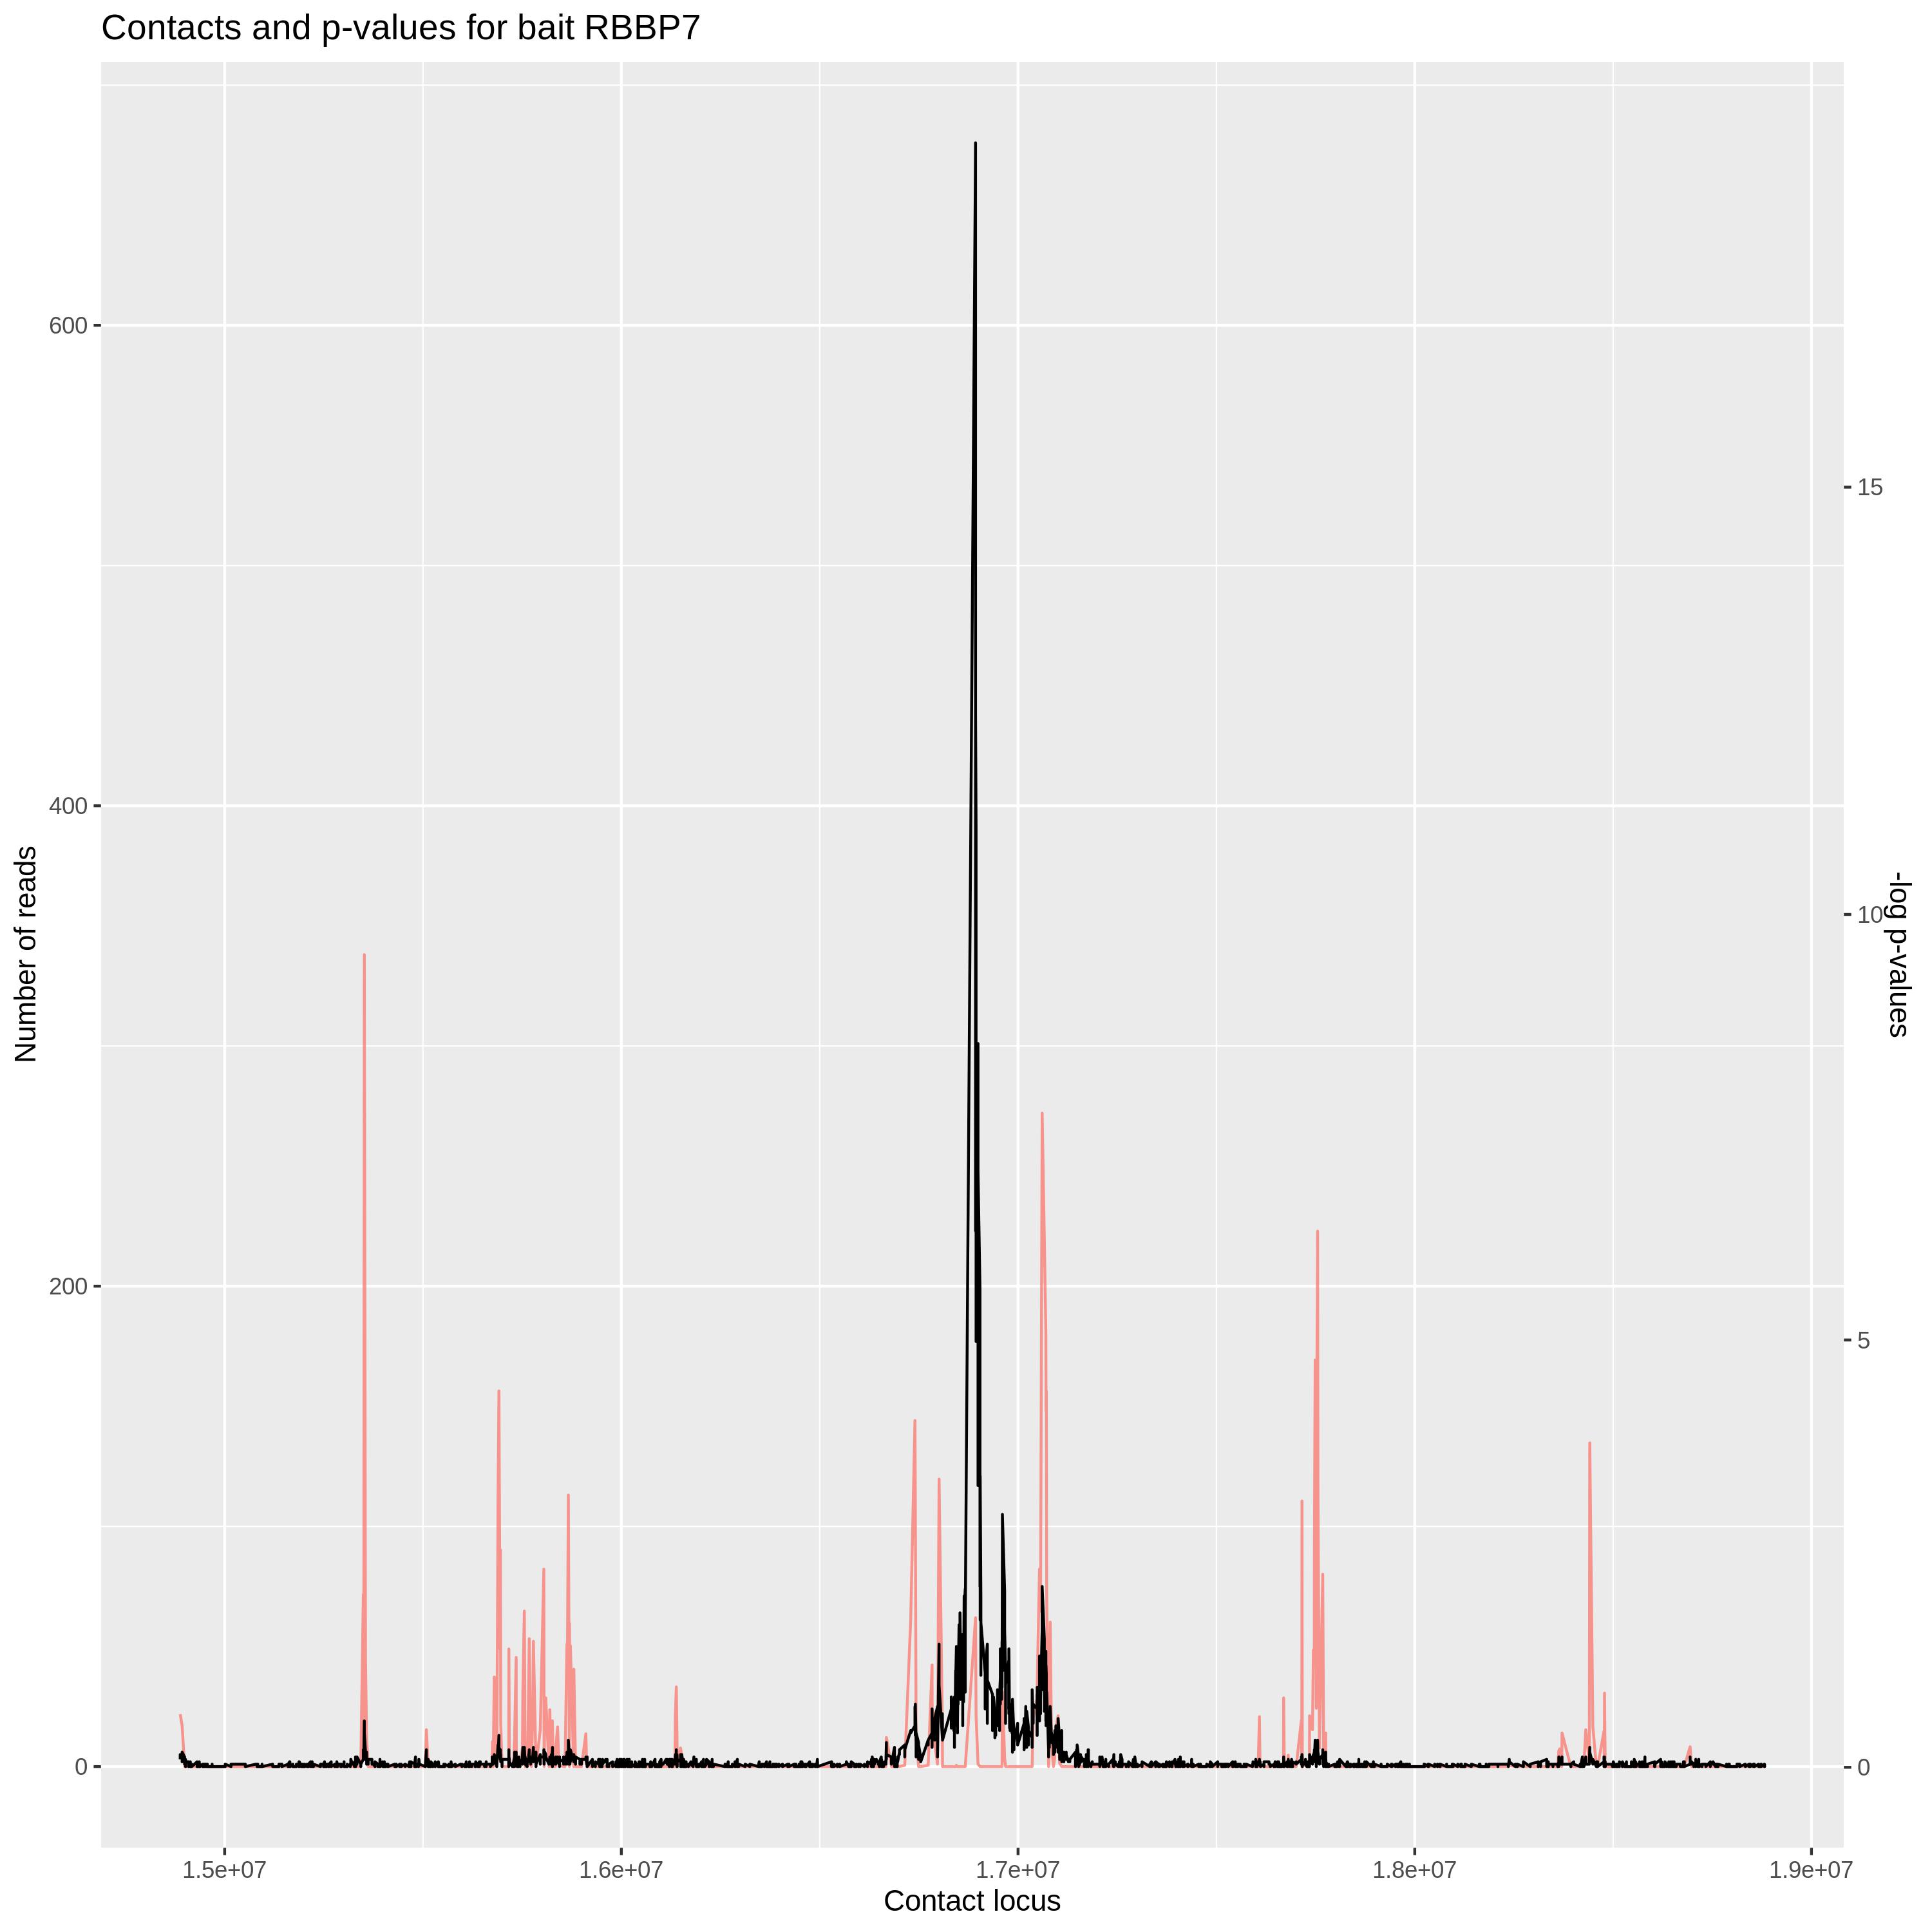 Contacts and p-values for bait RBBP7
600
400
200
0
Number of reads
15
10
5
0
-log p-values
1.5e+07
1.6e+07
1.7e+07
1.8e+07
1.9e+07
Contact locus